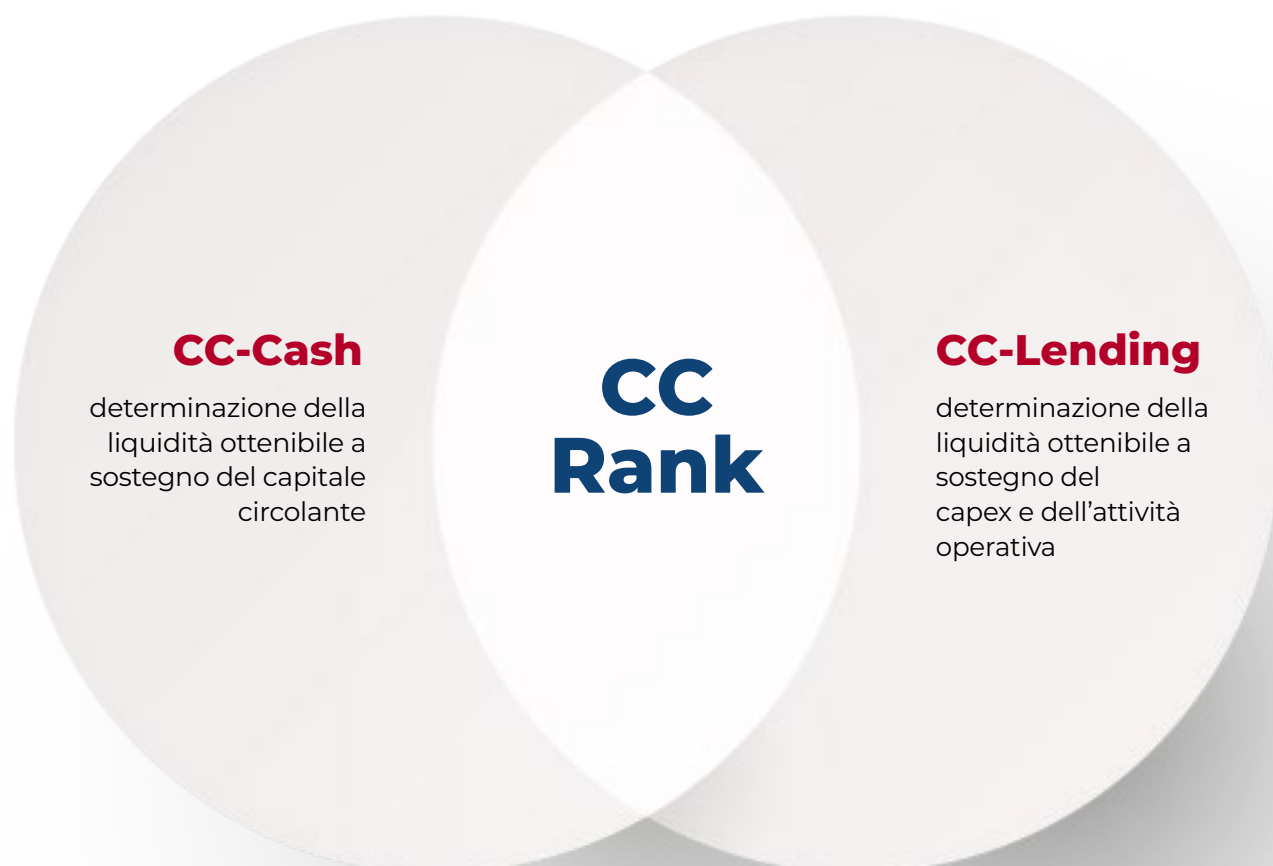 CC-Cash
determinazione della
liquidità ottenibile a
sostegno del capitale
circolante
CC
Rank
CC-Lending
determinazione della
liquidità ottenibile a
sostegno del
capex e dell’attività
operativa